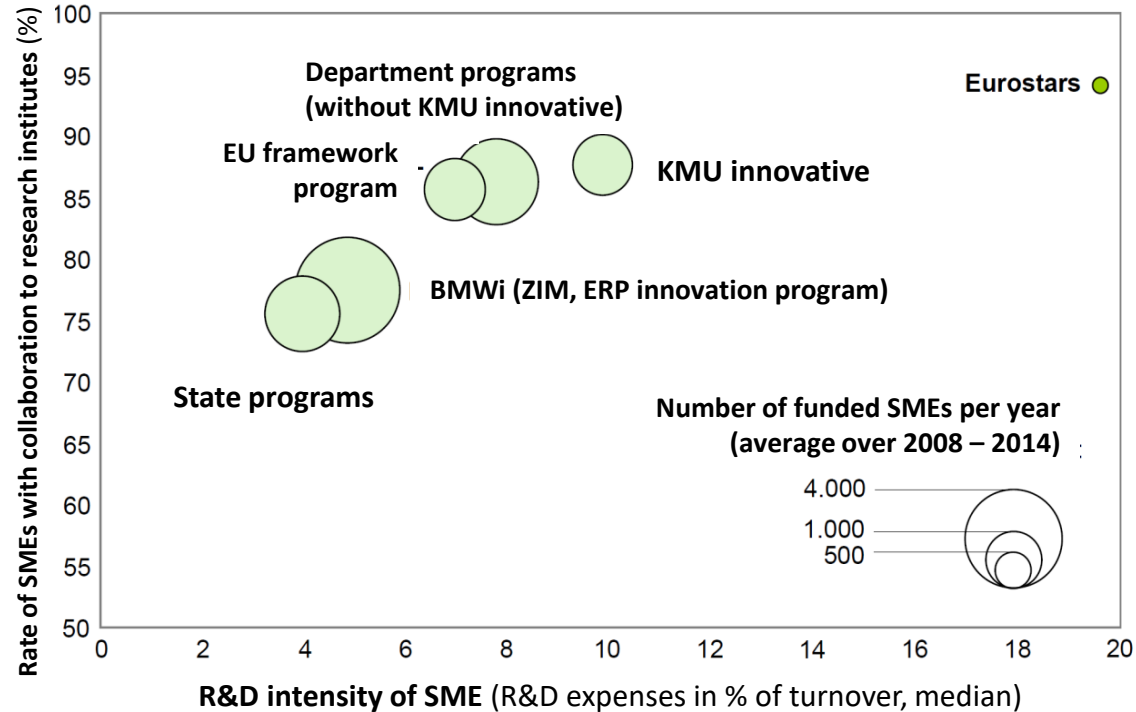 Rate of SMEs with collaboration to research institutes (%)
100
95
90
85
80
75
70
65
60
55
50
Department programs
(without KMU innovative)
Eurostars
EU framework
program
KMU innovative
BMWi (ZIM, ERP innovation program)
State programs
Number of funded SMEs per year
(average over 2008 – 2014)
4.000
1.000
500
0 2 4 6 8 10 12 14 16 18 20
R&D intensity of SME (R&D expenses in % of turnover, median)